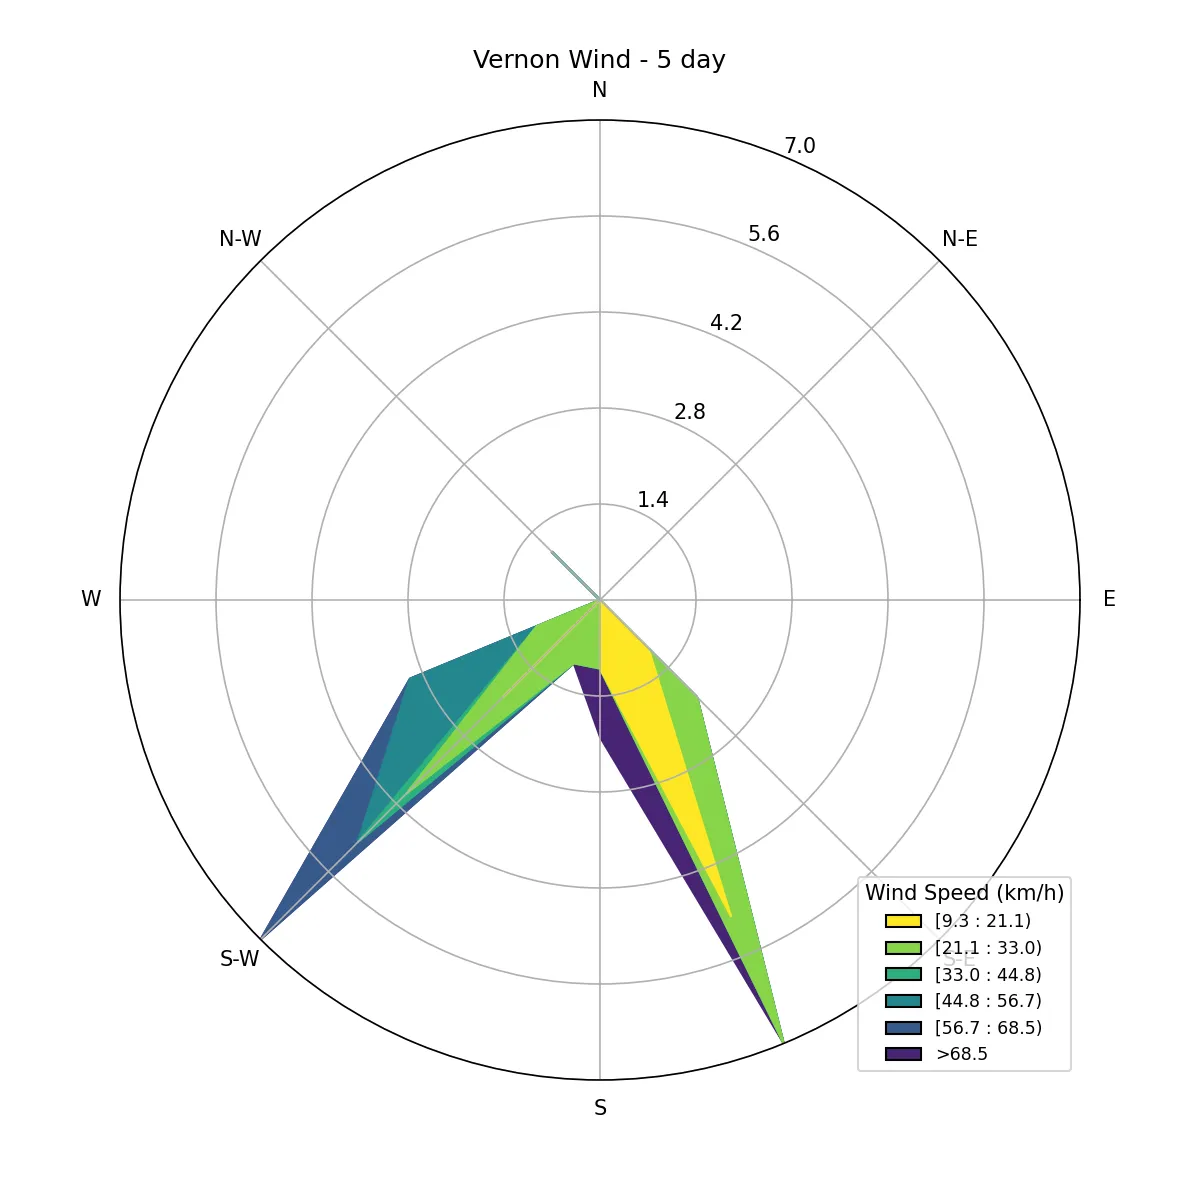 Vernon Wind - 5 day
N
7.0
N-W
5.6
N-E
4.2
2.8
1.4
W
E
Wind Speed (km/h)
[9.3 : 21.1)
[21.1 : 33.0)
S-W
S-E
[33.0 : 44.8)
[44.8 : 56.7)
[56.7 : 68.5)
>68.5
S